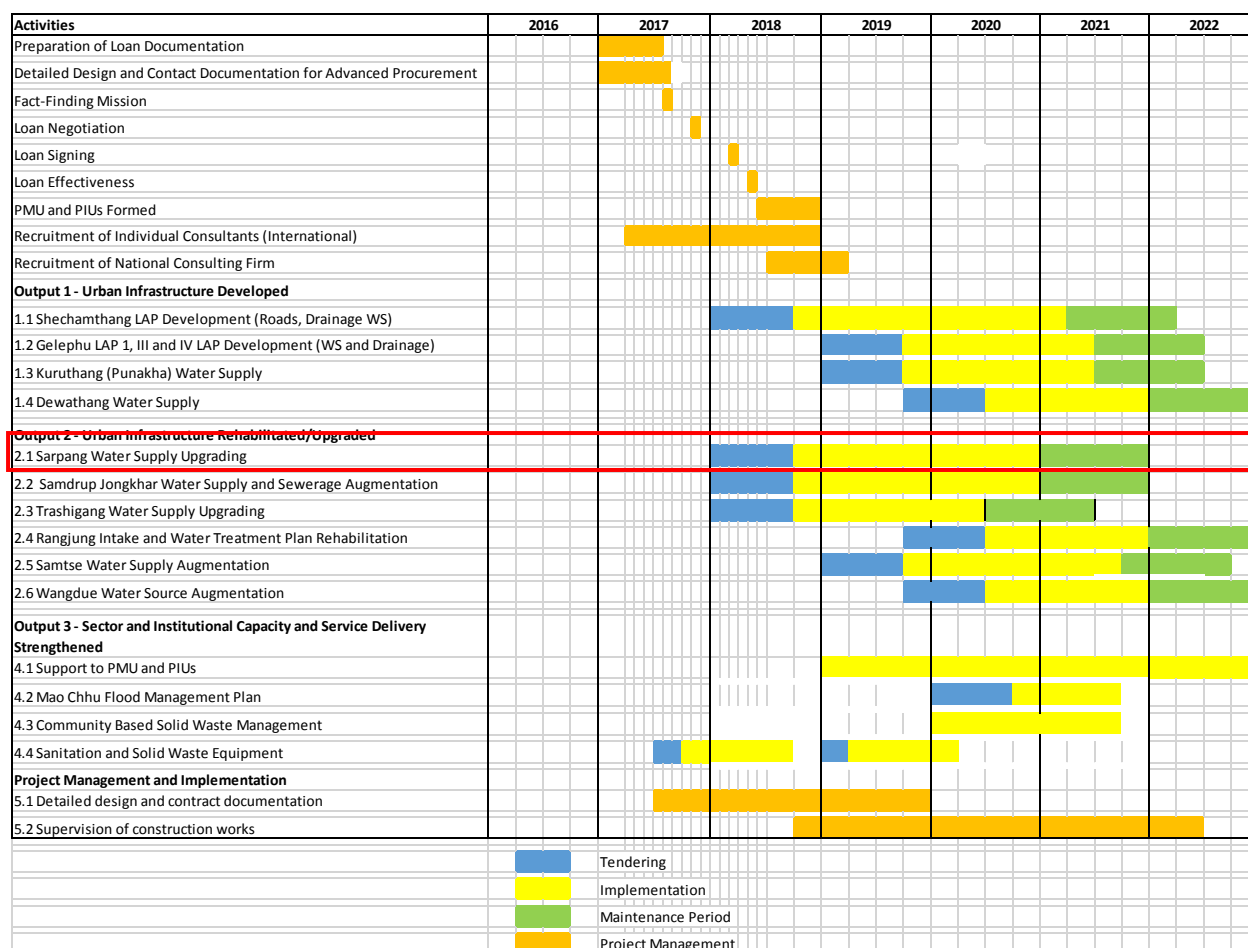 Activities 2016 2017 2018 2019 2020 2021 2022
Preparation of Loan Documentation
Detailed Design and Contact Documentation for Advanced Procurement
Fact-Finding Mission
Loan Negotiation
Loan Signing
Loan Effectiveness
PMU and PIUs Formed
Recruitment of Individual Consultants (International)
Recruitment of National Consulting Firm
Output 1 - Urban Infrastructure Developed
1.1 Shechamthang LAP Development (Roads, Drainage WS)
1.2 Gelephu LAP 1, III and IV LAP Development (WS and Drainage)
1.3 Kuruthang (Punakha) Water Supply
1.4 Dewathang Water Supply
Output 2 - Urban Infrastructure Rehabilitated/Upgraded
2.1 Sarpang Water Supply Upgrading
2.2 Samdrup Jongkhar Water Supply and Sewerage Augmentation
2.3 Trashigang Water Supply Upgrading
2.4 Rangjung Intake and Water Treatment Plan Rehabilitation
2.5 Samtse Water Supply Augmentation
2.6 Wangdue Water Source Augmentation
Output 3 - Sector and Institutional Capacity and Service Delivery
Strengthened
4.1 Support to PMU and PIUs
4.2 Mao Chhu Flood Management Plan
4.3 Community Based Solid Waste Management
4.4 Sanitation and Solid Waste Equipment
Project Management and Implementation
5.1 Detailed design and contract documentation
5.2 Supervision of construction works
Tendering
Implementation
Maintenance Period
Project Management